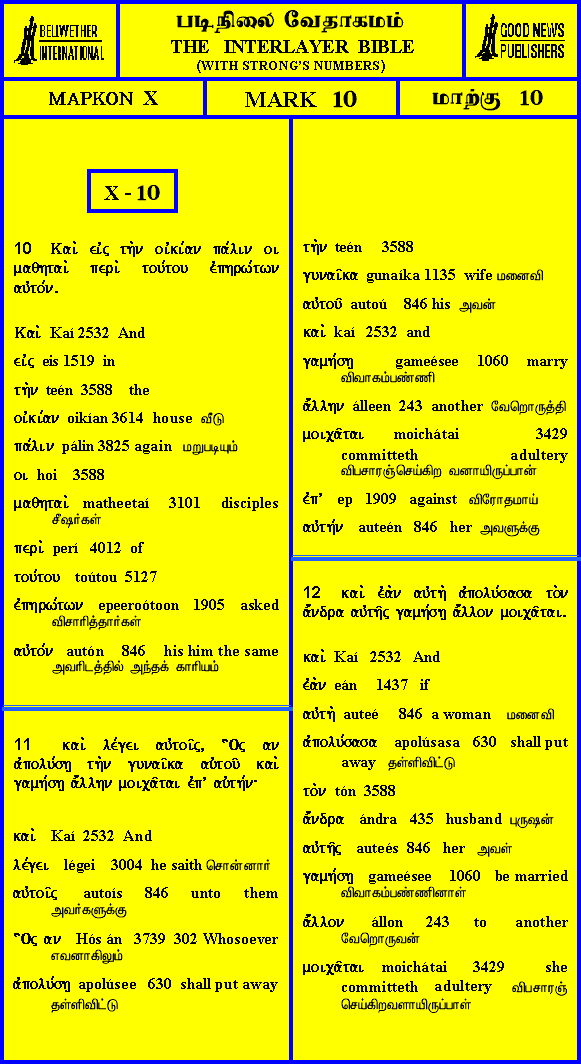 BELLWETHER
INTERNATIONAL
படிநிலை வேதாகமம்
THE INTERLAYER BIBLE
(WITH STRONG'S NUMBERS)
GOOD NEWS
PUBLISHERS
ΜΑΡΚΟΝ X
MARK 10
மாற்கு 10
X - 10
10 Καὶ εἰς τὴν οἰκίαν πάλιν οι
μαθηταὶ περὶ τούτου ἐπηρώτων
αὐτόν.
Καὶ Kaí 2532 And
εἰς eis 1519 in
τὴν teén 3588 the
οἰκίαν oikían 3614 house வீடு
πάλιν pálin 3825 again மறுபடியும்
οι hoi 3588
μαθηταὶ matheetaí 3101 disciples
சீஷர்கள்
περὶ perí 4012 of
τούτου toútou 5127
ἐπηρώτων epeeroótoon 1905 asked
விசாரித்தார்கள்
αὐτόν autón 846 his him the same
அவரிடத்தில் அந்தக் காரியம்
11 καὶ λέγει αὐτοῖς, Ὃς αν
ἀπολύσῃ τὴν γυναῖκα αὐτοῦ καὶ
γαμήσῃ ἄλλην μοιχᾶται ἐπ' αὐτήν·
καὶ Kaí 2532 And
λέγει légei 3004 he saith சொன்னார்
αὐτοῖς autoís 846 unto them
அவர்களுக்கு
Ὃς αν Hós án 3739 302 Whosoever
எவனாகிலும்
ἀπολύσῃ apolúsee 630 shall put away
தள்ளிவிட்டு
τὴν teén 3588
γυναῖκα gunaíka 1135 wife மனைவி
αὐτοῦ autoú 846 his அவன்
καὶ kaí 2532 and
γαμήσῃ gameésee 1060 marry
விவாகம்பண்ணி
ἄλλην álleen 243 another வேறொருத்தி
μοιχᾶται moichátai 3429
committeth adultery
விபசாரஞ்செய்கிற வனாயிருப்பான்
ἐπ' ep 1909 against விரோதமாய்
αὐτήν auteén 846 her அவளுக்கு
12 καὶ ἐὰν αὐτὴ ἀπολύσασα τὸν
ἄνδρα αὐτῆς γαμήσῃ ἄλλον μοιχᾶται.
καὶ Kaí 2532 And
ἐὰν eán 1437 if
αὐτὴ auteé 846 a woman மனைவி
ἀπολύσασα apolúsasa 630 shall put
away தள்ளிவிட்டு
τὸν tón 3588
ἄνδρα ándra 435 husband புருஷன்
αὐτῆς auteés 846 her அவள்
γαμήσῃ gameésee 1060 be married
விவாகம்பண்ணினாள்
ἄλλον állon 243 to another
வேறொருவன்
μοιχᾶται moichátai 3429 she
committeth adultery விபசாரஞ்
செய்கிறவளாயிருப்பாள்